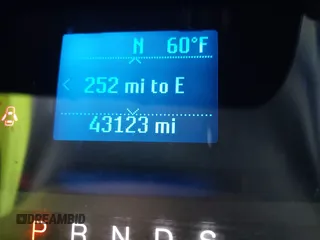 N 60°F
252 mi to E
43123 mi
P R N D S
DREAMBID